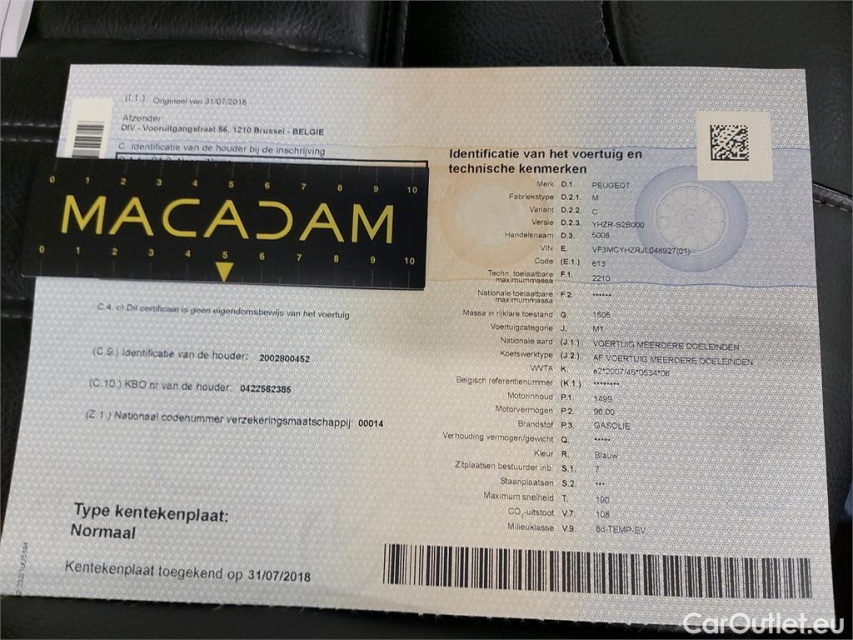 (I.1.) Origineel van 31/07/2018
Afzender
DIV - Vooruitgangstraat 56, 1210 Brussel - BELGIE
C. Identificatie van de houder bij de inschrijving
0 1 2 3 4 5 6 7 8 9 10
MACADAM
0 1 2 3 4 5 6 7 8 9 10
C.4. c) Dit certificaat is geen eigendomsbewijs van het voertuig
(C.9.) Identificatie van de houder: 2002800452
(C.10.) KBO nr van de houder: 0422562385
(Z.1.) Nationaal codenummer verzekeringsmaatschappij: 00014
Type kentekenplaat:
Normaal
Kentekenplaat toegekend op 31/07/2018
Identificatie van het voertuig en
technische kenmerken
Merk D.1. PEUGEOT
Fabriekstype D.2.1. M
Variant D.2.2. C
Versie D.2.3. YHZR-S2B000
Handelsnaam D.3. 5008
VIN E. VF3MCYHZRJL048927(01)
Code (E.1.) 613
Techn. toelaatbare
maximummassa F.1. 2210
Nationale toelaatbare
maximummassa F.2. ******
Massa in rijklare toestand G. 1505
Voertuigcategorie J. M1
Nationale aard (J.1.) VOERTUIG MEERDERE DOELEINDEN
Koetswerktype (J.2.) AF VOERTUIG MEERDERE DOELEINDEN
WVTA K. e2*2007/46*0534*06
Belgisch referentienummer (K.1.) ********
Motorinhoud P.1. 1499
Motorvermogen P.2. 96.00
Brandstof P.3. GASOLIE
Verhouding vermogen/gewicht Q. *****
Kleur R. Blauw
Zitplaatsen bestuurder inb. S.1. 7
Staanplaatsen S.2. ***
Maximum snelheid T. 190
CO2-uitstoot V.7. 108
Milieuklasse V.9. 6d-TEMP-EV
CarOutlet.eu